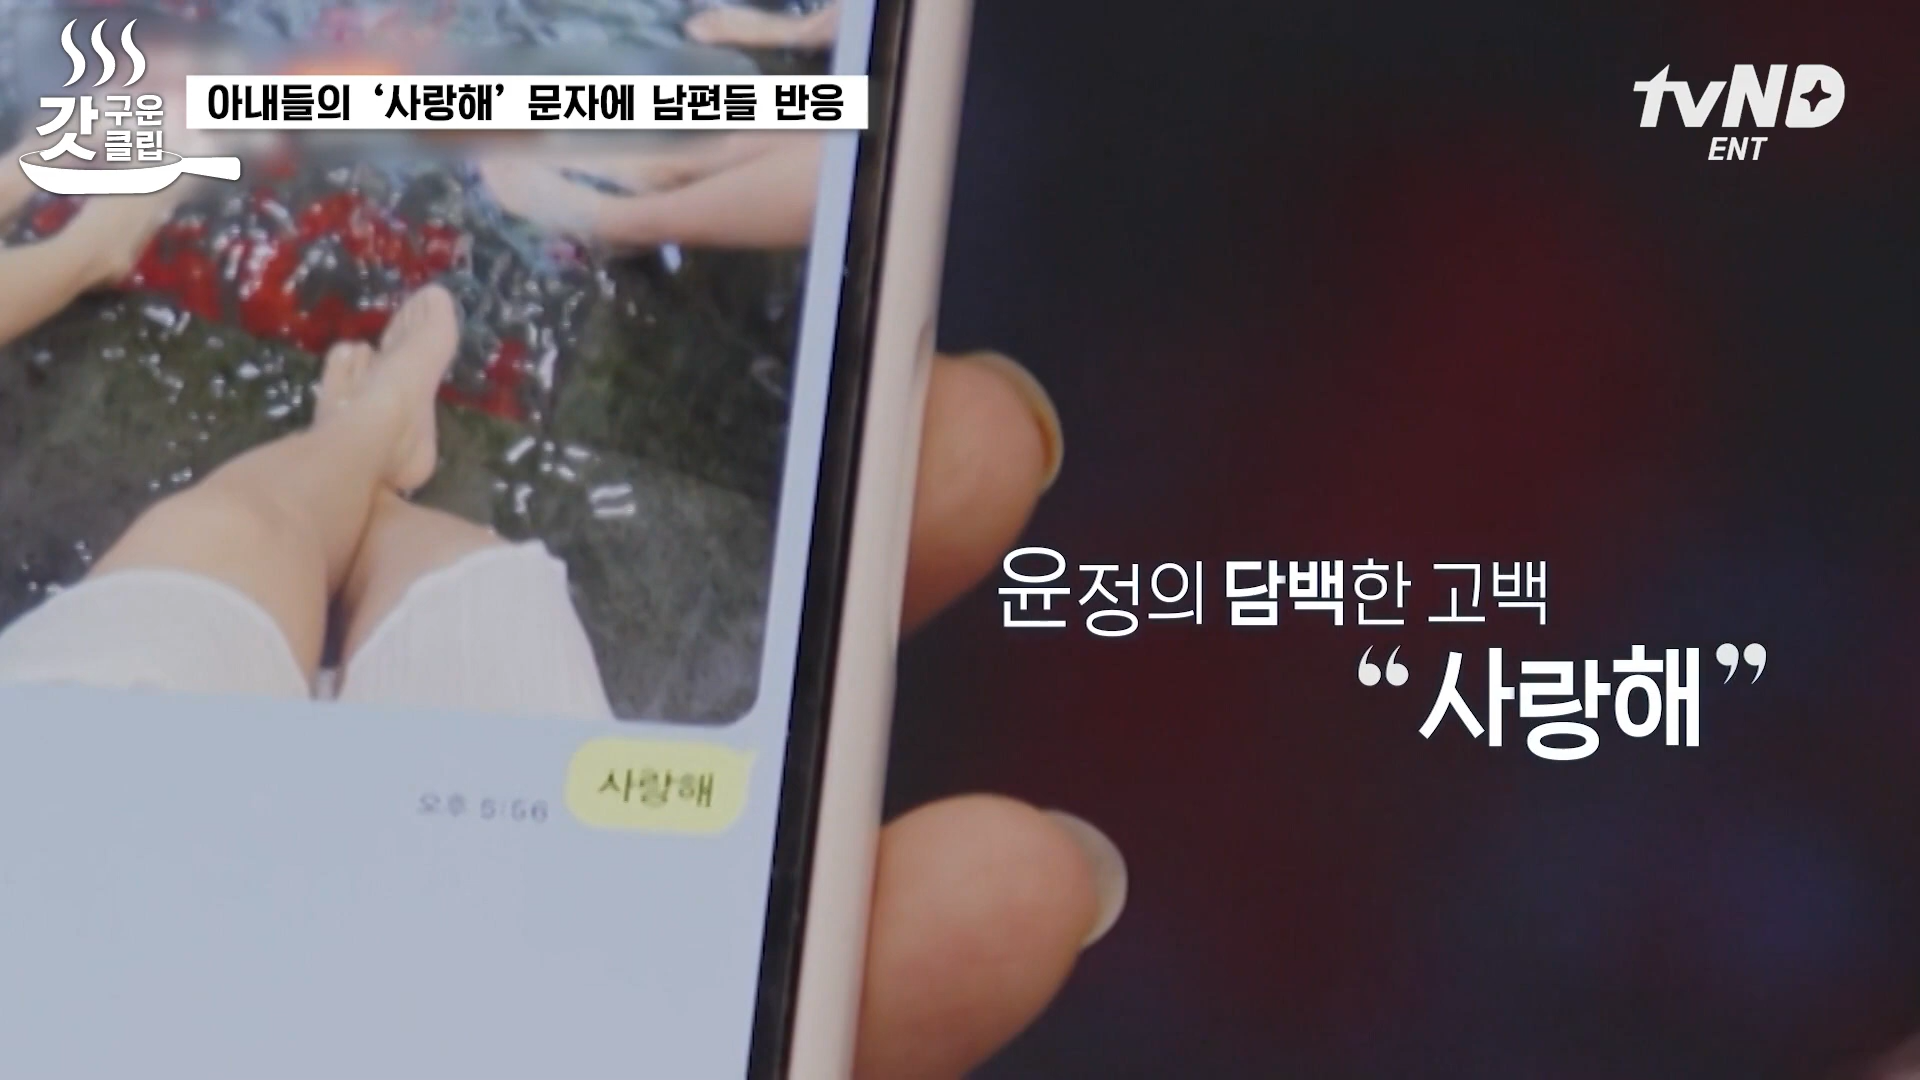 갓구운
클립
아내들의 ‘사랑해’ 문자에 남편들 반응
tvND
ENT
윤정의 담백한 고백
“사랑해”
사랑해
오후 5:56